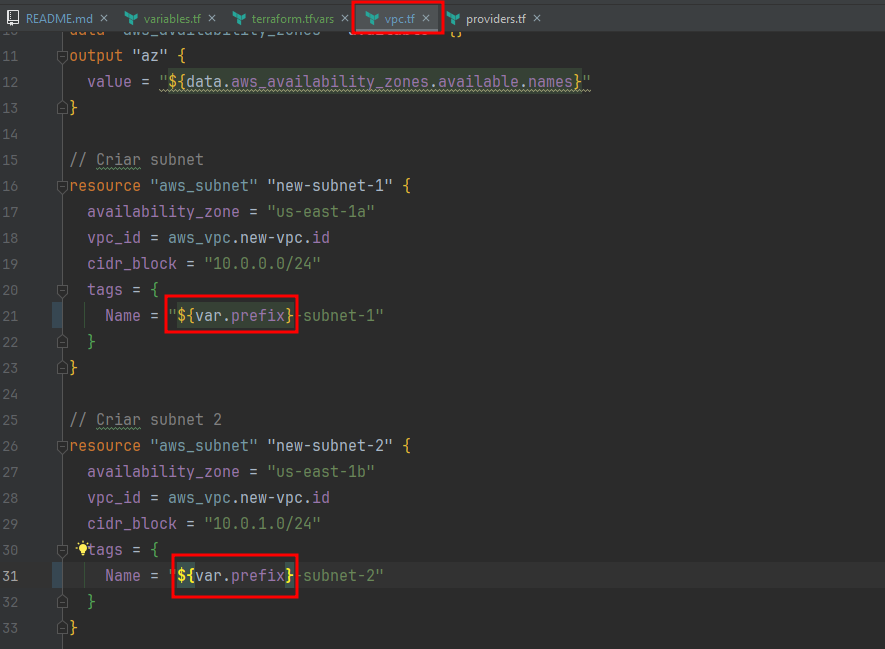 README.md × variables.tf × terraform.tfvars × vpc.tf × providers.tf ×
11 output "az" {
12 value = "${data.aws_availability_zones.available.names}"
13 }
14
15 // Criar subnet
16 resource "aws_subnet" "new-subnet-1" {
17 availability_zone = "us-east-1a"
18 vpc_id = aws_vpc.new-vpc.id
19 cidr_block = "10.0.0.0/24"
20 tags = {
21 Name = "${var.prefix}-subnet-1"
22 }
23 }
24
25 // Criar subnet 2
26 resource "aws_subnet" "new-subnet-2" {
27 availability_zone = "us-east-1b"
28 vpc_id = aws_vpc.new-vpc.id
29 cidr_block = "10.0.1.0/24"
30 tags = {
31 Name = "${var.prefix}-subnet-2"
32 }
33 }